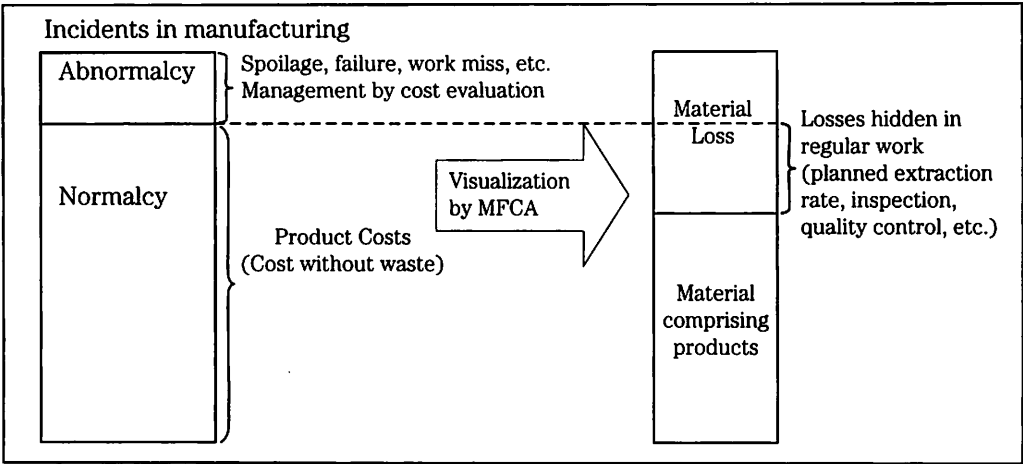 Incidents in manufacturing
Abnormalcy
Spoilage, failure, work miss, etc.
Management by cost evaluation
Normalcy
Product Costs
(Cost without waste)
Visualization
by MFCA
Material
Loss
Losses hidden in
regular work
(planned extraction
rate, inspection,
quality control, etc.)
Material
comprising
products